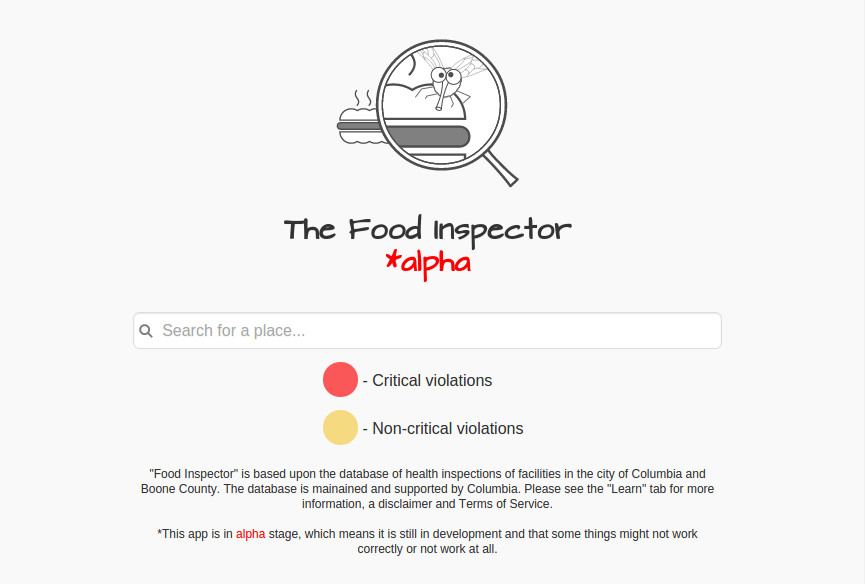 The Food Inspector
*alpha
Search for a place...
- Critical violations
- Non-critical violations
"Food Inspector" is based upon the database of health inspections of facilities in the city of Columbia and
Boone County. The database is mainained and supported by Columbia. Please see the "Learn" tab for more
information, a disclaimer and Terms of Service.
*This app is in alpha stage, which means it is still in development and that some things might not work
correctly or not work at all.